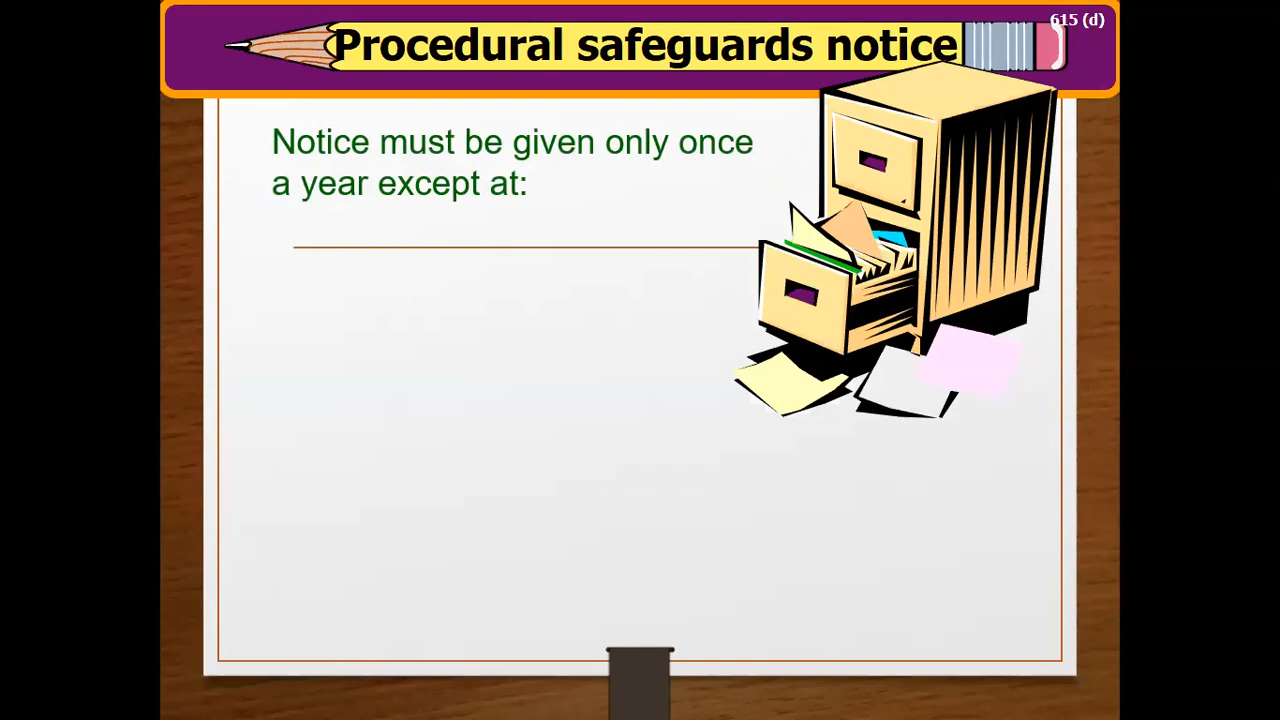 615 (d)
Procedural safeguards notice
Notice must be given only once
a year except at: